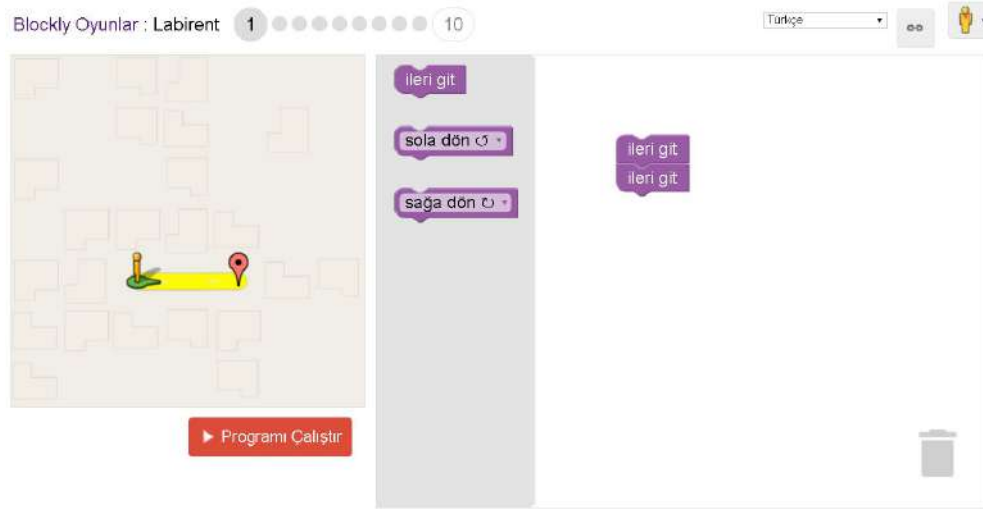 Blockly Oyunlar : Labirent 1 10
Türkçe
ileri git
sola dön ↺
sağa dön ↻
ileri git
ileri git
Programı Çalıştır